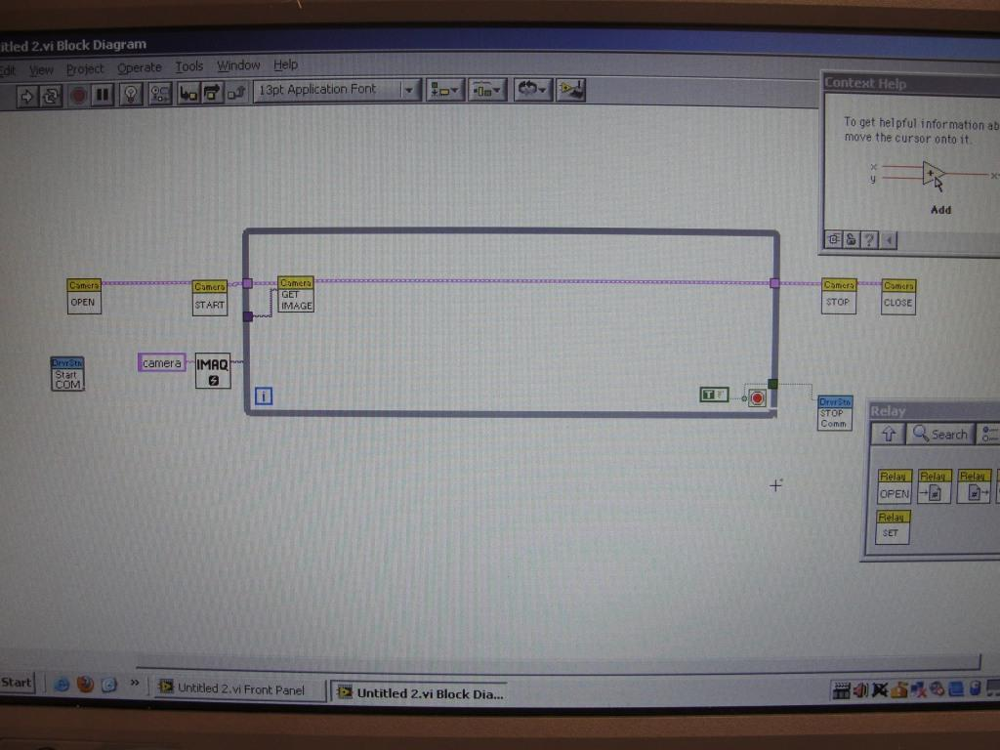 itled 2.vi Block Diagram
Edit View Project Operate Tools Window Help
13pt Application Font
Context Help
To get helpful information ab
move the cursor onto it.
x
y
x
Add
Camera
OPEN
Camera
START
Camera
GET
IMAGE
Camera
STOP
Camera
CLOSE
DrvrStn
Start
COM
camera
IMAQ
i
T F
DrvrStn
STOP
Comm
Relay
Search
Relay
OPEN
Relay
Relay
Relay
SET
Start
Untitled 2.vi Front Panel
Untitled 2.vi Block Dia...